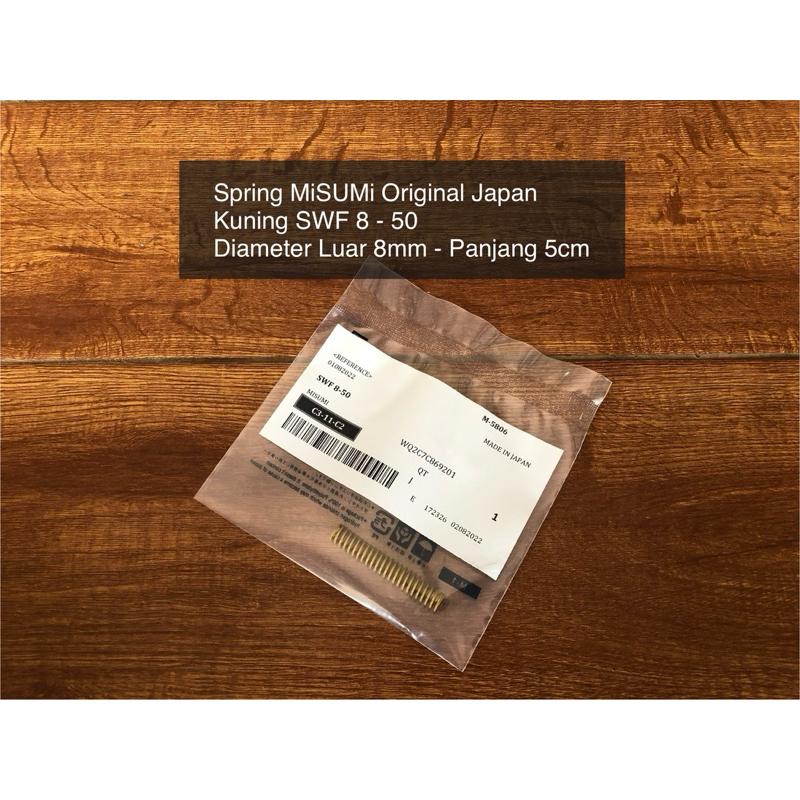 Spring MiSUMi Original Japan
Kuning SWF 8 - 50
Diameter Luar 8mm - Panjang 5cm
<REFERENCE>
01082022
SWF 8-50
MISUMI
C3-11-C2
M-5806
MADE IN JAPAN
WQ2C7C869201
QT
I
1
E 172326 02082022